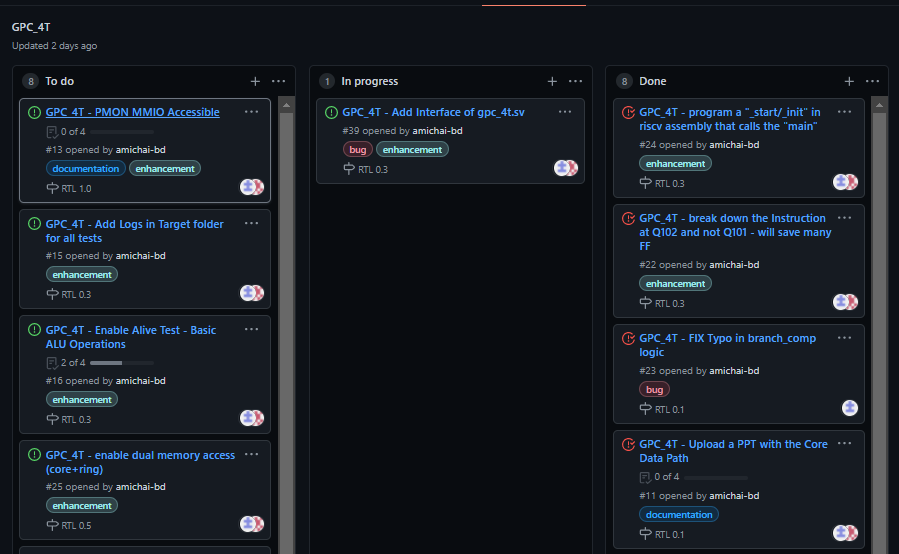 GPC_4T
Updated 2 days ago
8 To do
GPC_4T - PMON MMIO Accessible
0 of 4
#13 opened by amichai-bd
documentation enhancement
RTL 1.0
GPC_4T - Add Logs in Target folder
for all tests
#15 opened by amichai-bd
enhancement
RTL 0.3
GPC_4T - Enable Alive Test - Basic
ALU Operations
2 of 4
#16 opened by amichai-bd
enhancement
RTL 0.3
GPC_4T - enable dual memory access
(core+ring)
#25 opened by amichai-bd
enhancement
RTL 0.5
1 In progress
GPC_4T - Add Interface of gpc_4t.sv
#39 opened by amichai-bd
bug enhancement
RTL 0.3
8 Done
GPC_4T - program a "_start/_init" in
riscv assembly that calls the "main"
#24 opened by amichai-bd
enhancement
RTL 0.3
GPC_4T - break down the Instruction
at Q102 and not Q101 - will save many
FF
#22 opened by amichai-bd
enhancement
RTL 0.3
GPC_4T - FIX Typo in branch_comp
logic
#23 opened by amichai-bd
bug
RTL 0.1
GPC_4T - Upload a PPT with the Core
Data Path
0 of 4
#11 opened by amichai-bd
documentation
RTL 0.1